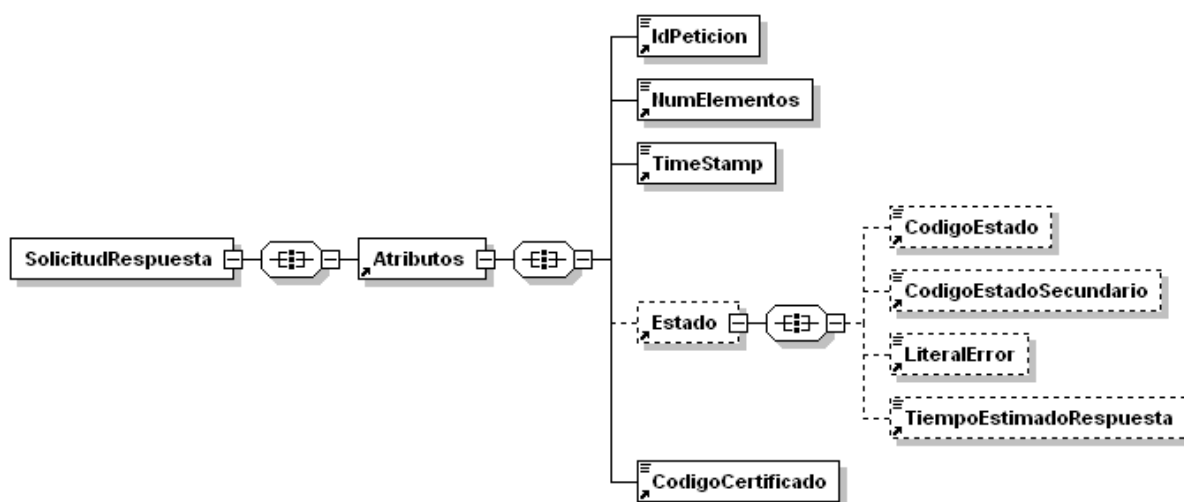 IdPeticion
NumElementos
TimeStamp
SolicitudRespuesta
Atributos
Estado
CodigoEstado
CodigoEstadoSecundario
LiteralError
TiempoEstimadoRespuesta
CodigoCertificado